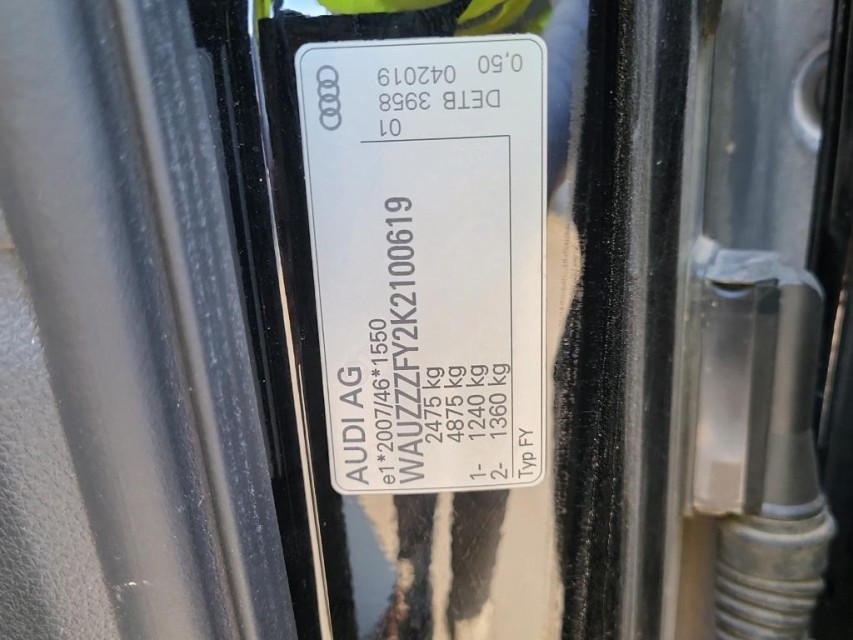 AUDI AG
e1*2007/46*1550
WAUZZZFY2K2100619
2475 kg
4875 kg
1- 1240 kg
2- 1360 kg
Typ FY
01
DETB 3958 042019
0,50